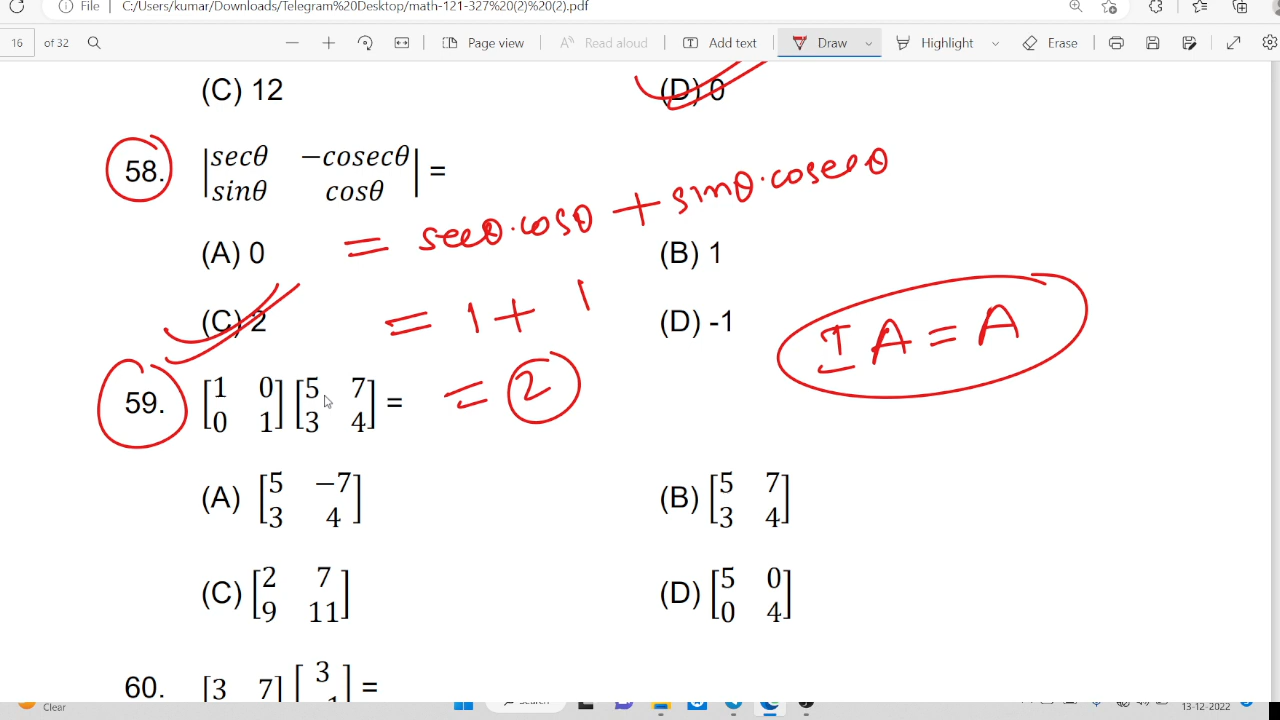 File C:/Users/kumar/Downloads/Telegram%20Desktop/math-121-327%20(2)%20(2).pdf
16 of 32 Page view Read aloud Add text Draw Highlight Erase
(C) 12 (D) 0
58. |secθ −cosecθ|
|sinθ cosθ| =
= secθ.cosθ + sinθ.cosecθ
(A) 0 (B) 1
(C) 2 = 1 + 1 (D) -1
I A = A
= 2
59. [1 0] [5 7]
[0 1] [3 4] =
(A) [5 −7] (B) [5 7]
[3 4] [3 4]
(C) [2 7] (D) [5 0]
[9 11] [0 4]
60. [3 7] [3] =
Clear 13-12-2022